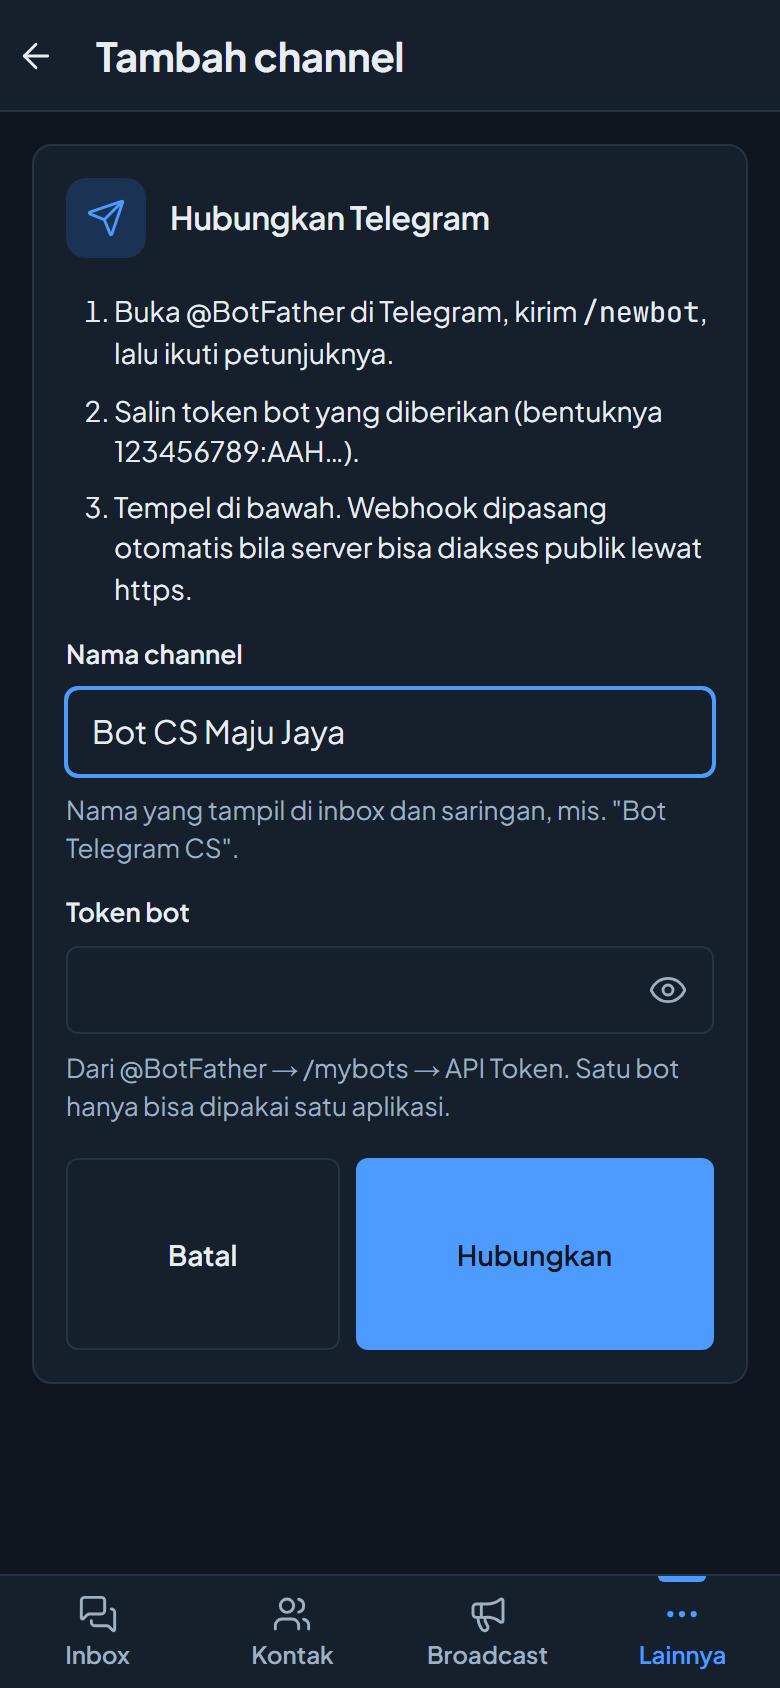 Tambah channel
Hubungkan Telegram
1. Buka @BotFather di Telegram, kirim /newbot,
lalu ikuti petunjuknya.
2. Salin token bot yang diberikan (bentuknya
123456789:AAH…).
3. Tempel di bawah. Webhook dipasang
otomatis bila server bisa diakses publik lewat
https.
Nama channel
Bot CS Maju Jaya
Nama yang tampil di inbox dan saringan, mis. "Bot
Telegram CS".
Token bot
Dari @BotFather → /mybots → API Token. Satu bot
hanya bisa dipakai satu aplikasi.
Batal
Hubungkan
Inbox
Kontak
Broadcast
Lainnya